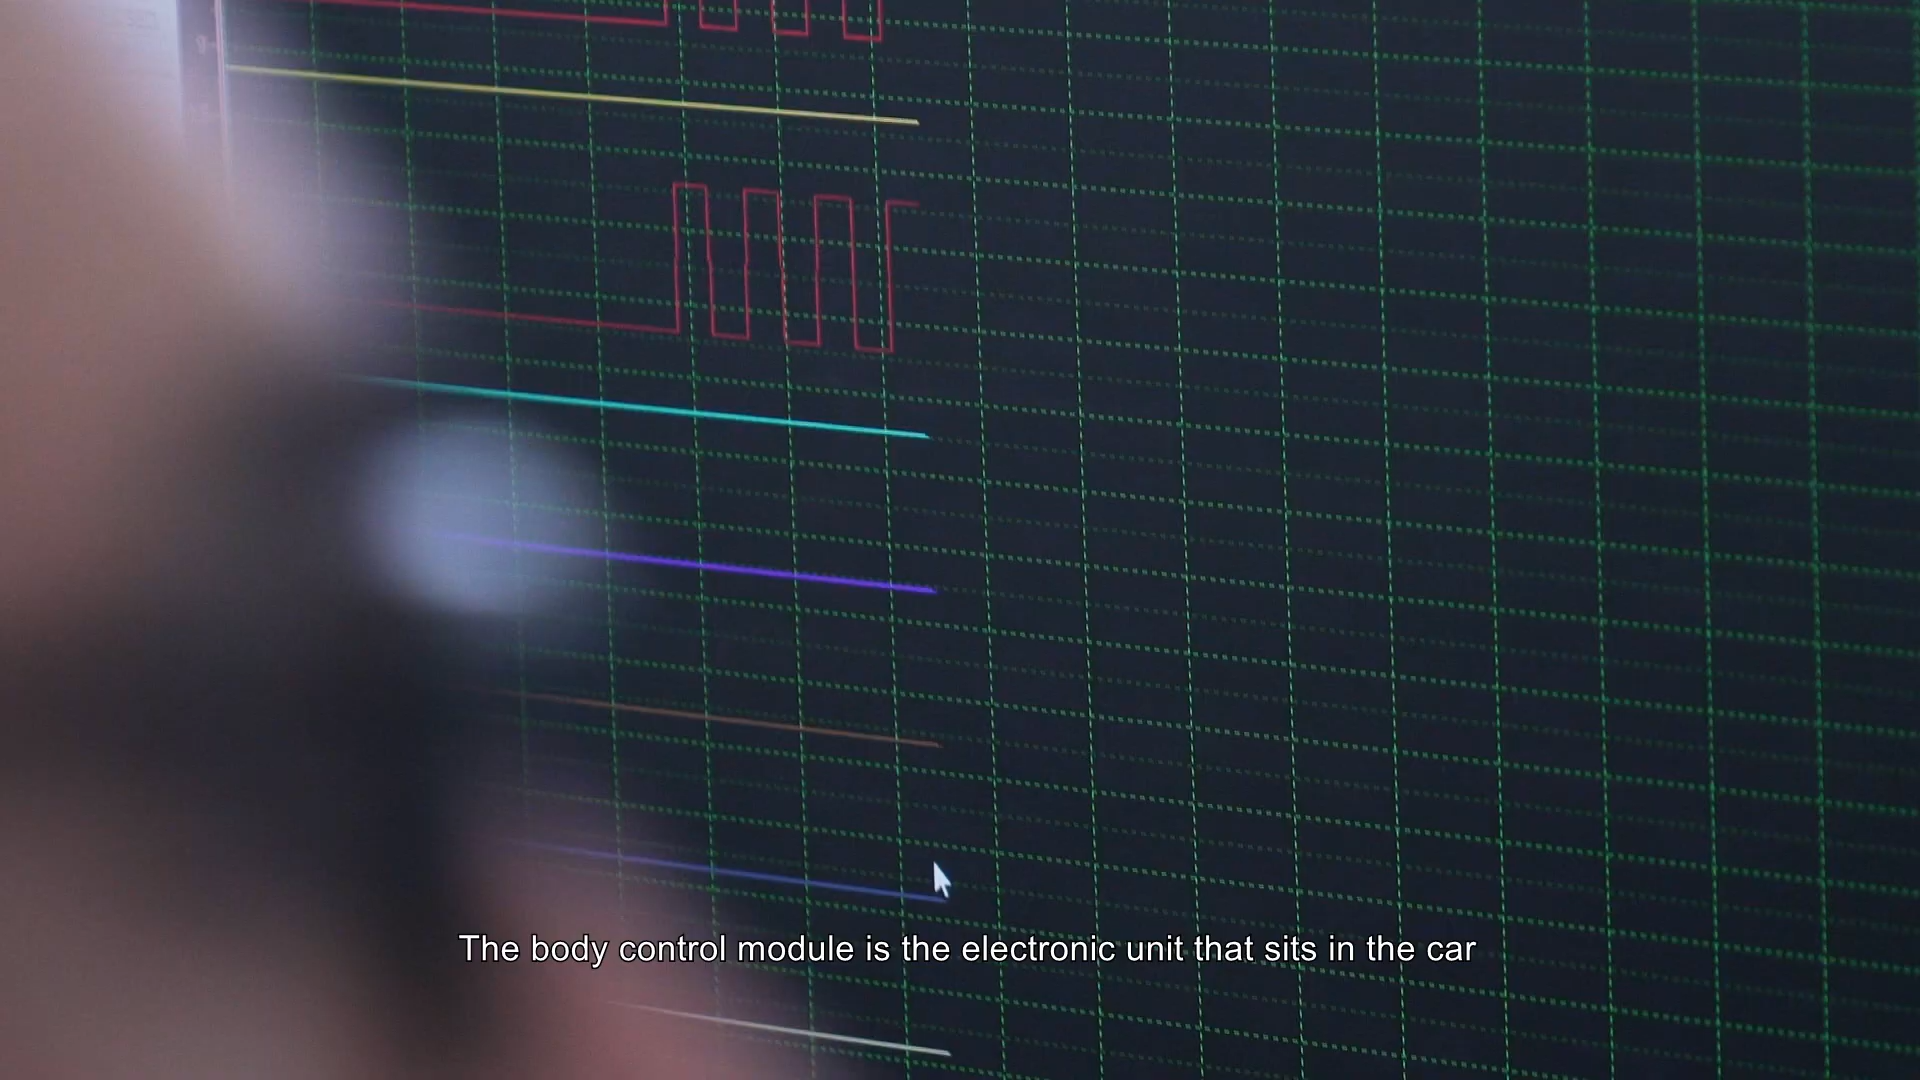 The body control module is the electronic unit that sits in the car